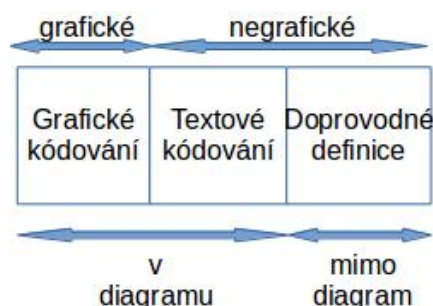 grafické negrafické
Grafické Textové Doprovodné
kódování kódování definice
v mimo
diagramu diagram